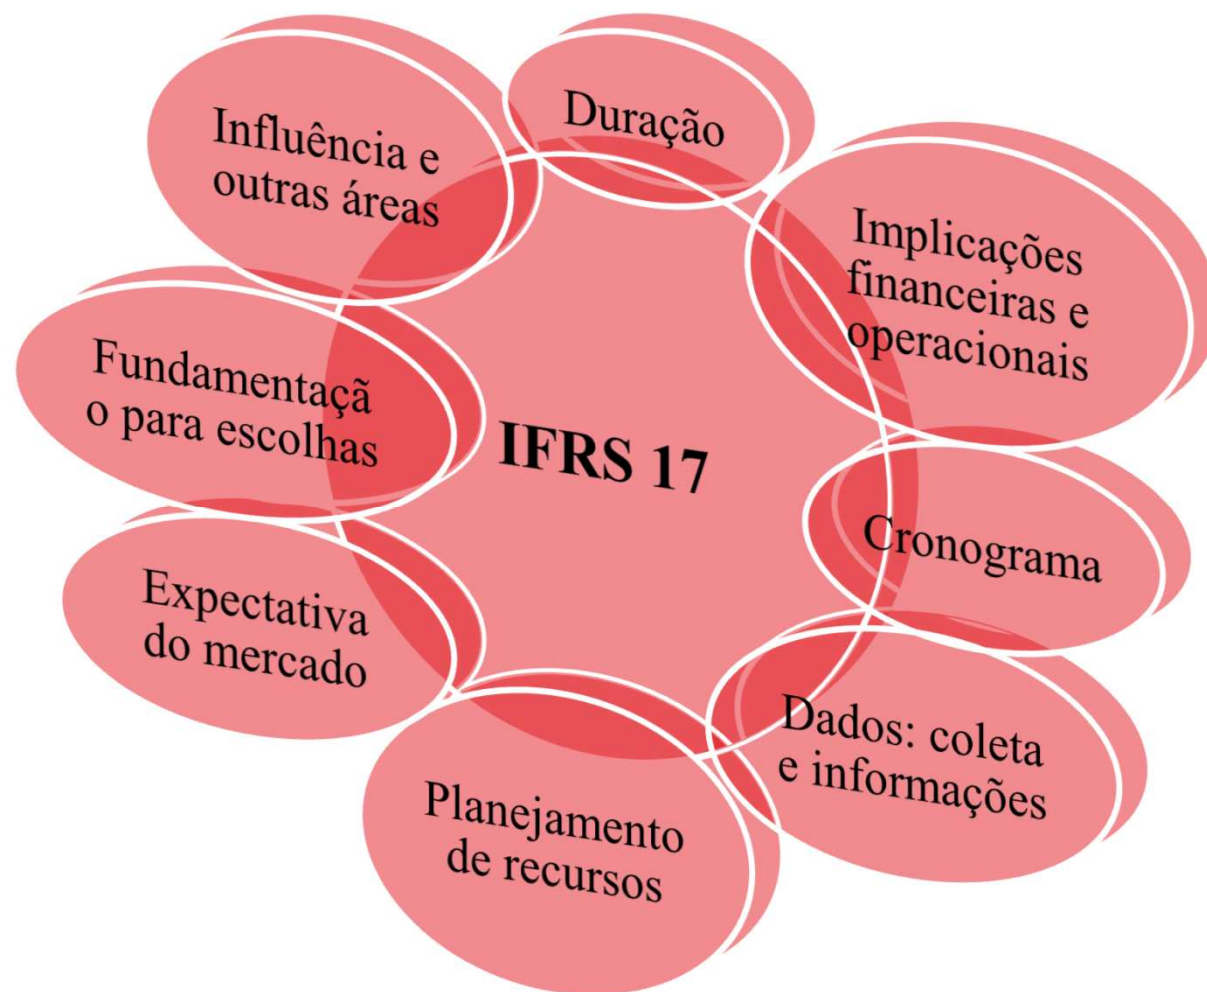 Duração
Influência e
outras áreas
Implicações
financeiras e
operacionais
Fundamentaçã
o para escolhas
IFRS 17
Cronograma
Expectativa
do mercado
Dados: coleta
e informações
Planejamento
de recursos